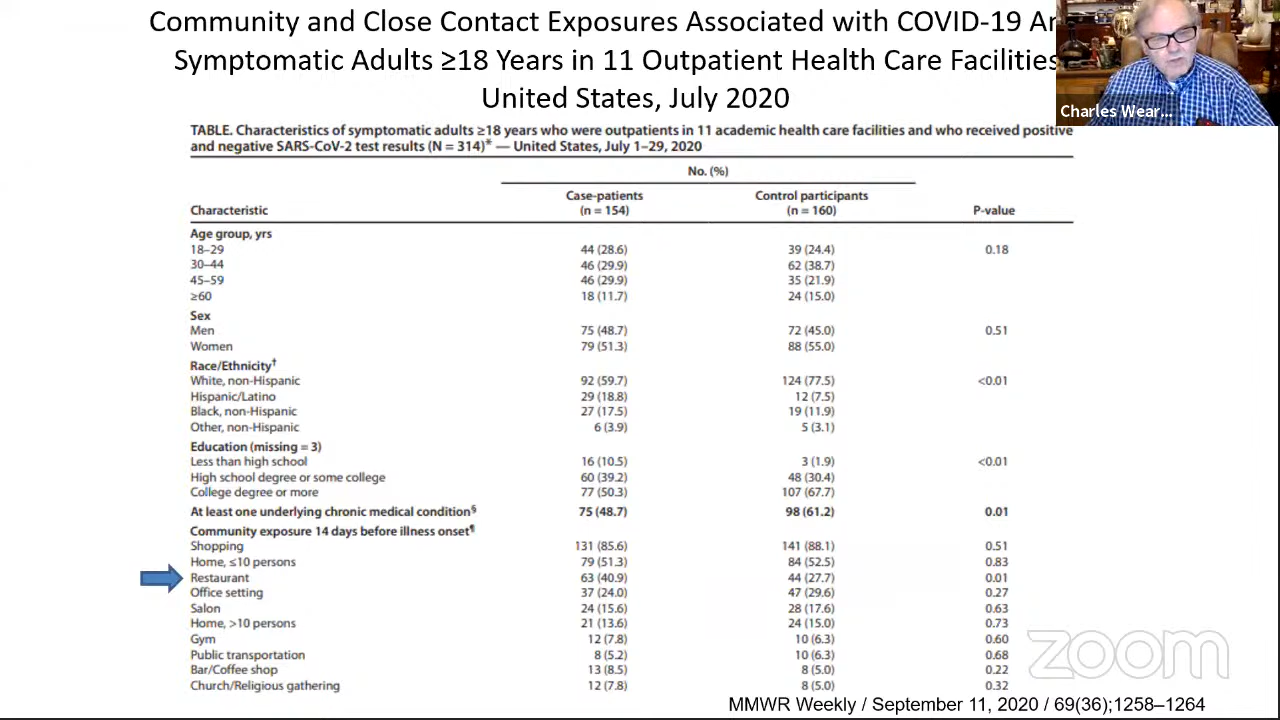 Community and Close Contact Exposures Associated with COVID-19 Am
Symptomatic Adults ≥18 Years in 11 Outpatient Health Care Facilities
United States, July 2020
Charles Wear...
TABLE. Characteristics of symptomatic adults ≥18 years who were outpatients in 11 academic health care facilities and who received positive
and negative SARS-CoV-2 test results (N = 314)* — United States, July 1–29, 2020
No. (%)
Case-patients Control participants
Characteristic (n = 154) (n = 160) P-value
Age group, yrs
18–29 44 (28.6) 39 (24.4) 0.18
30–44 46 (29.9) 62 (38.7)
45–59 46 (29.9) 35 (21.9)
≥60 18 (11.7) 24 (15.0)
Sex
Men 75 (48.7) 72 (45.0) 0.51
Women 79 (51.3) 88 (55.0)
Race/Ethnicity†
White, non-Hispanic 92 (59.7) 124 (77.5) <0.01
Hispanic/Latino 29 (18.8) 12 (7.5)
Black, non-Hispanic 27 (17.5) 19 (11.9)
Other, non-Hispanic 6 (3.9) 5 (3.1)
Education (missing = 3)
Less than high school 16 (10.5) 3 (1.9) <0.01
High school degree or some college 60 (39.2) 48 (30.4)
College degree or more 77 (50.3) 107 (67.7)
At least one underlying chronic medical condition§ 75 (48.7) 98 (61.2) 0.01
Community exposure 14 days before illness onset¶
Shopping 131 (85.6) 141 (88.1) 0.51
Home, ≤10 persons 79 (51.3) 84 (52.5) 0.83
Restaurant 63 (40.9) 44 (27.7) 0.01
Office setting 37 (24.0) 47 (29.6) 0.27
Salon 24 (15.6) 28 (17.6) 0.63
Home, >10 persons 21 (13.6) 24 (15.0) 0.73
Gym 12 (7.8) 10 (6.3) 0.60
Public transportation 8 (5.2) 10 (6.3) 0.68
Bar/Coffee shop 13 (8.5) 8 (5.0) 0.22
Church/Religious gathering 12 (7.8) 8 (5.0) 0.32
zoom
MMWR Weekly / September 11, 2020 / 69(36);1258–1264